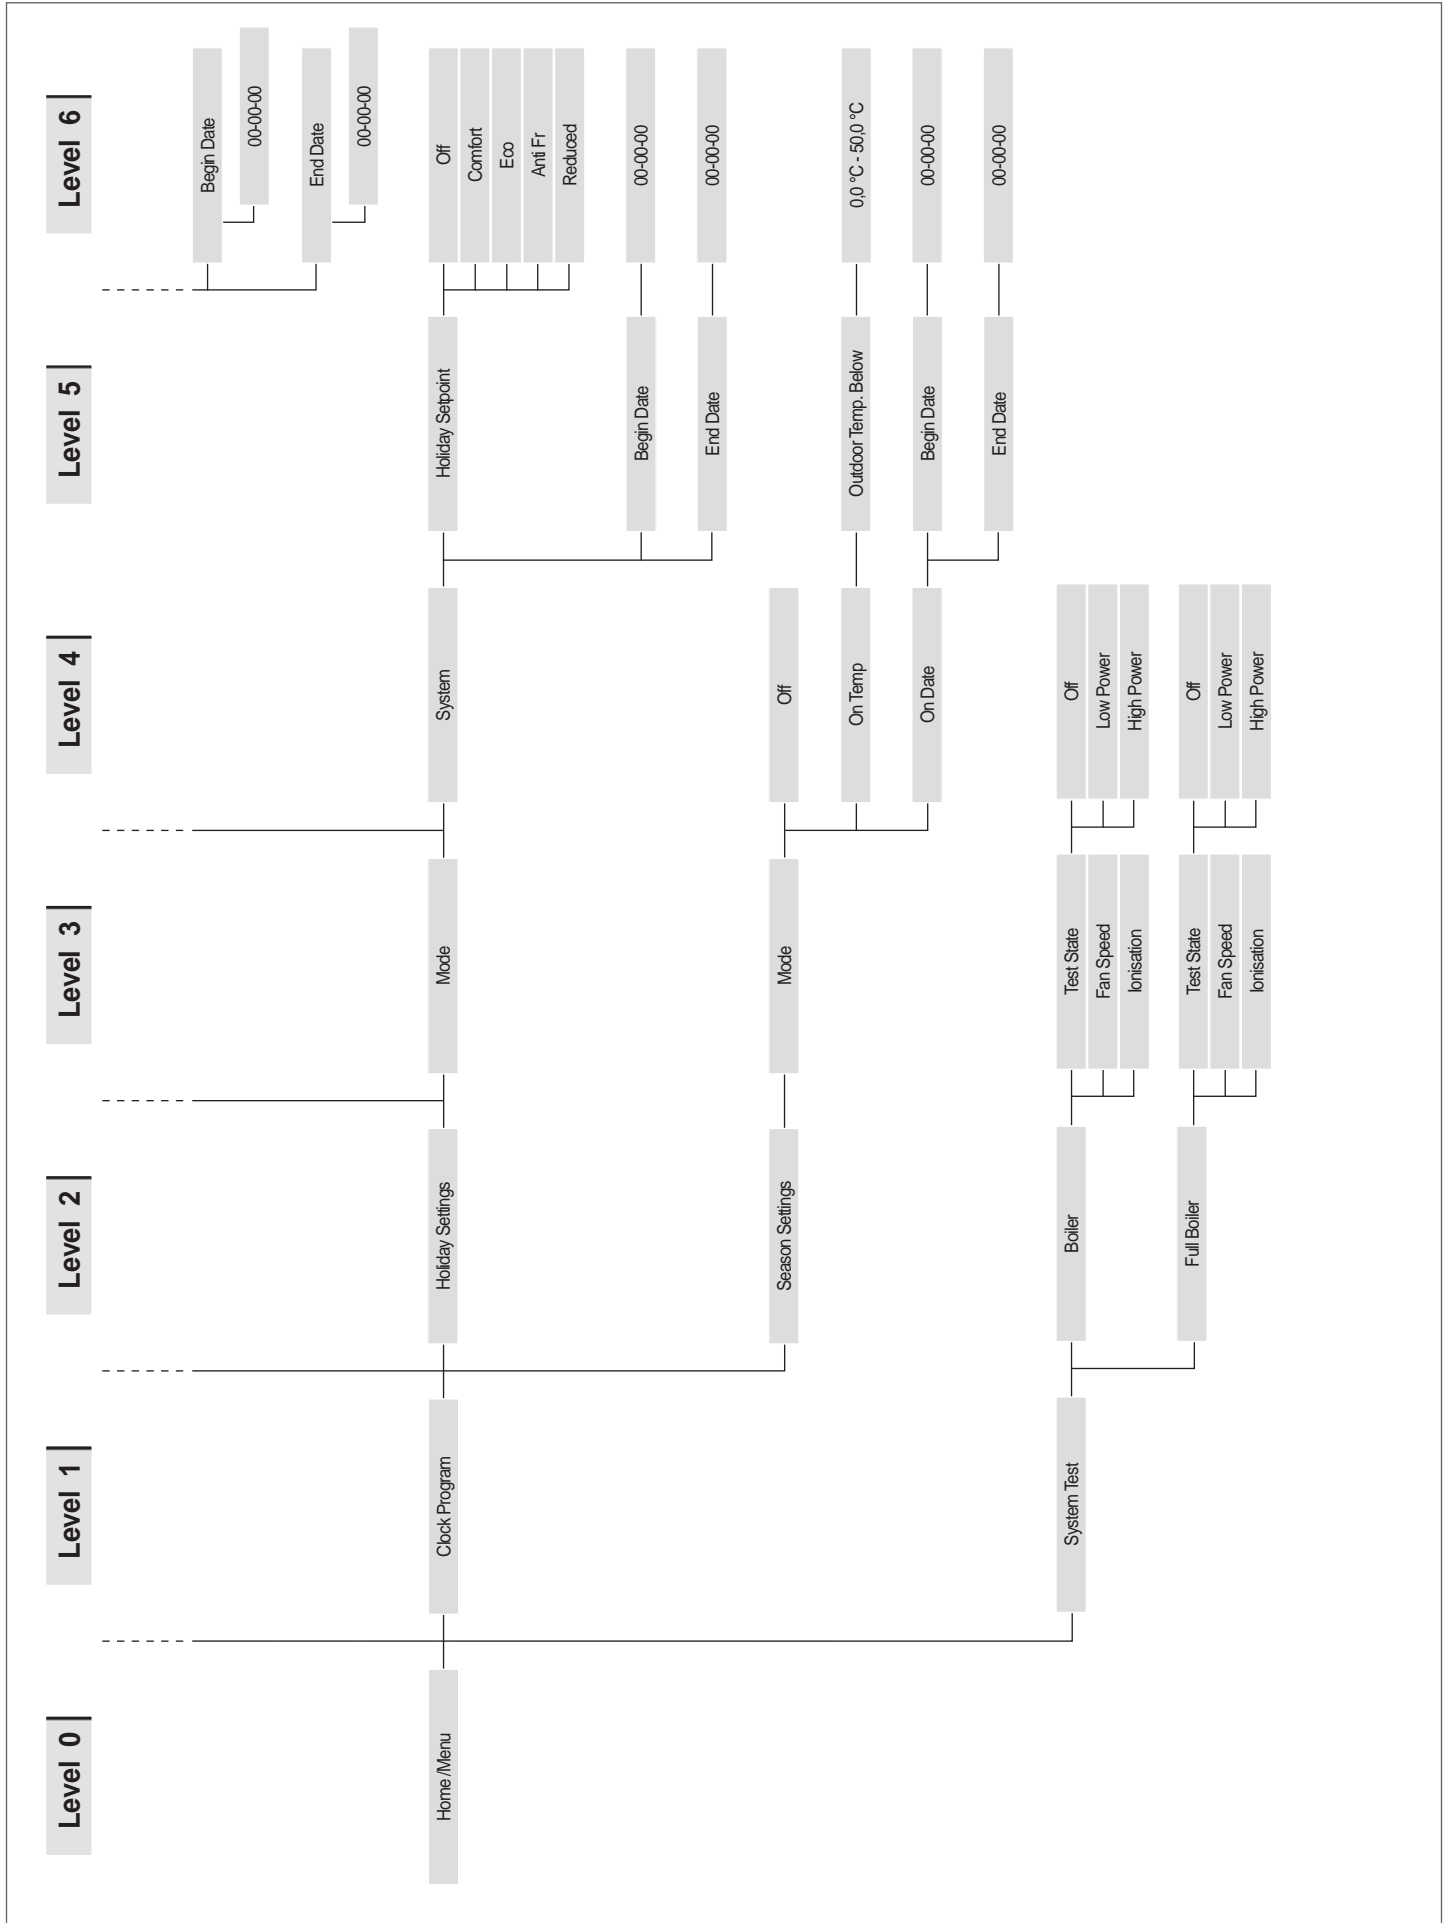 Level 0
Level 1
Level 2
Level 3
Level 4
Level 5
Level 6
Begin Date
00-00-00
End Date
00-00-00
Home /Menu
Clock Program
Holiday Settings
Mode
System
Holiday Setpoint
Off
Comfort
Eco
Anti Fr
Reduced
Begin Date
00-00-00
End Date
00-00-00
Season Settings
Mode
Off
On Temp
Outdoor Temp. Below
0,0 °C - 50,0 °C
On Date
Begin Date
00-00-00
End Date
00-00-00
System Test
Boiler
Test State
Off
Fan Speed
Low Power
Ionisation
High Power
Full Boiler
Test State
Off
Fan Speed
Low Power
Ionisation
High Power